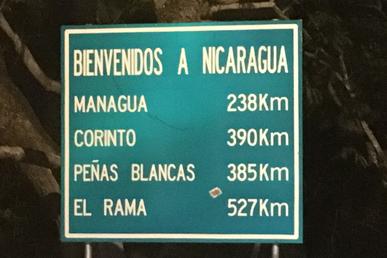 BIENVENIDOS A NICARAGUA
MANAGUA 238Km
CORINTO 390Km
PEÑAS BLANCAS 385Km
EL RAMA 527Km